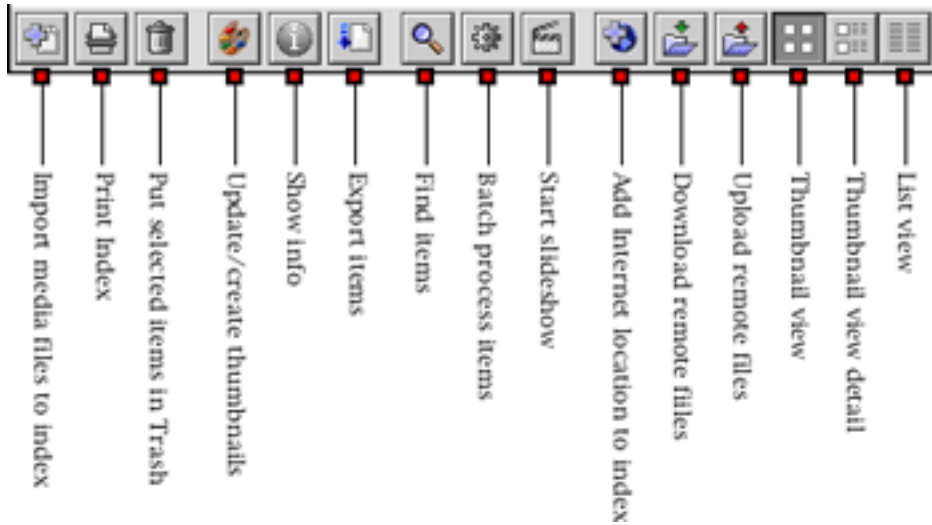 Import media files to index
Print Index
Put selected items in Trash
Update/create thumbnails
Show info
Export items
Find items
Batch process items
Start slideshow
Add Internet location to index
Download remote fiiles
Upload remote files
Thumbnail view
Thumbnail view detail
List view